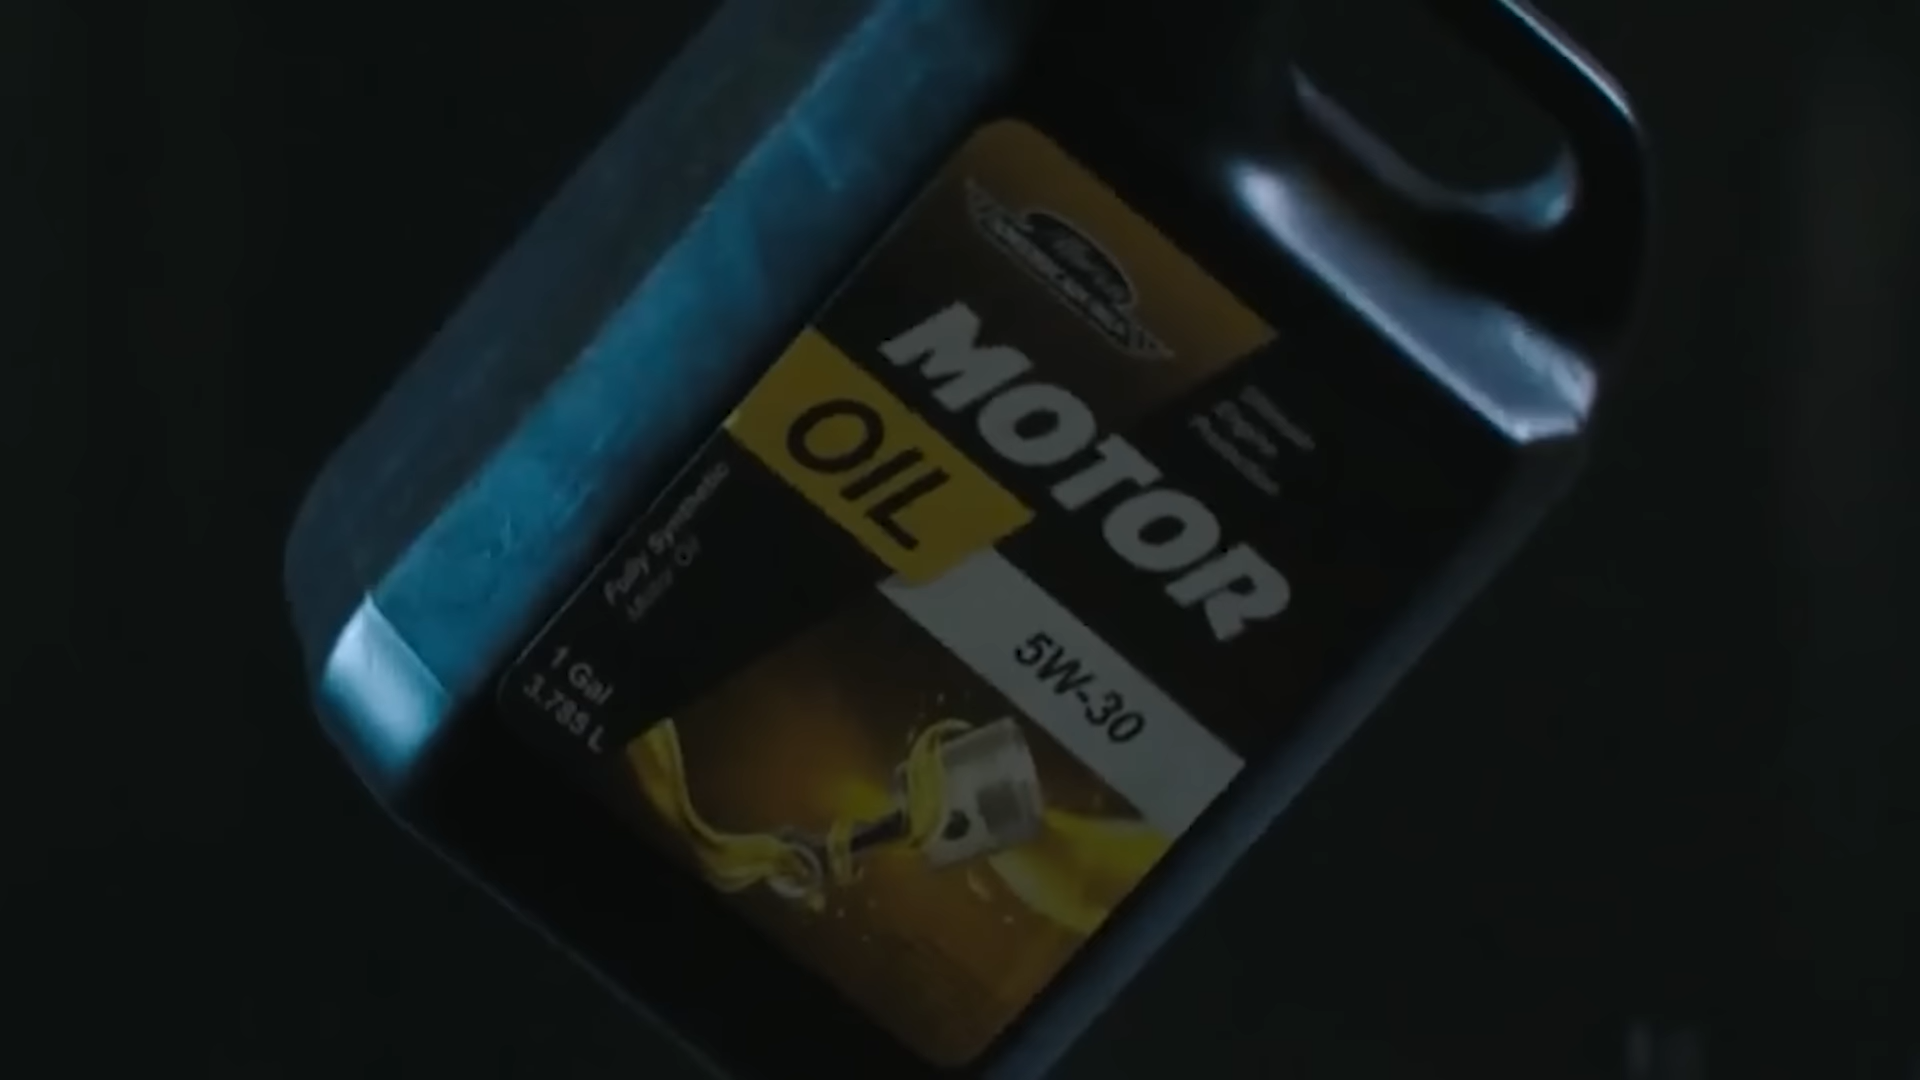 MOTOR
OIL
5W-30
Fully Synthetic
Motor Oil
1 Gal
3.785 L